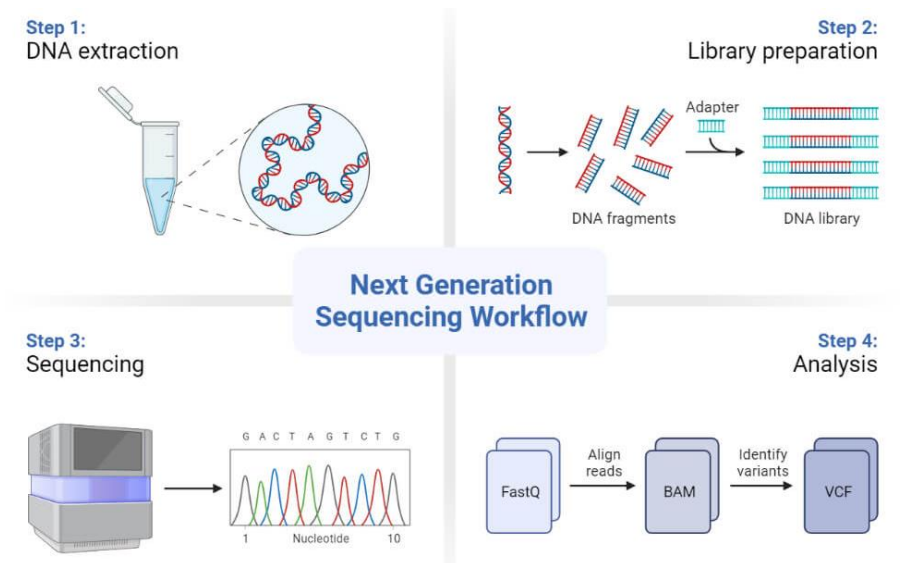 Step 1:
DNA extraction
Step 2:
Library preparation
Adapter
DNA fragments
DNA library
Next Generation
Sequencing Workflow
Step 3:
Sequencing
G A C T A G T C T G
1 Nucleotide 10
Step 4:
Analysis
FastQ
Align
reads
BAM
Identify
variants
VCF